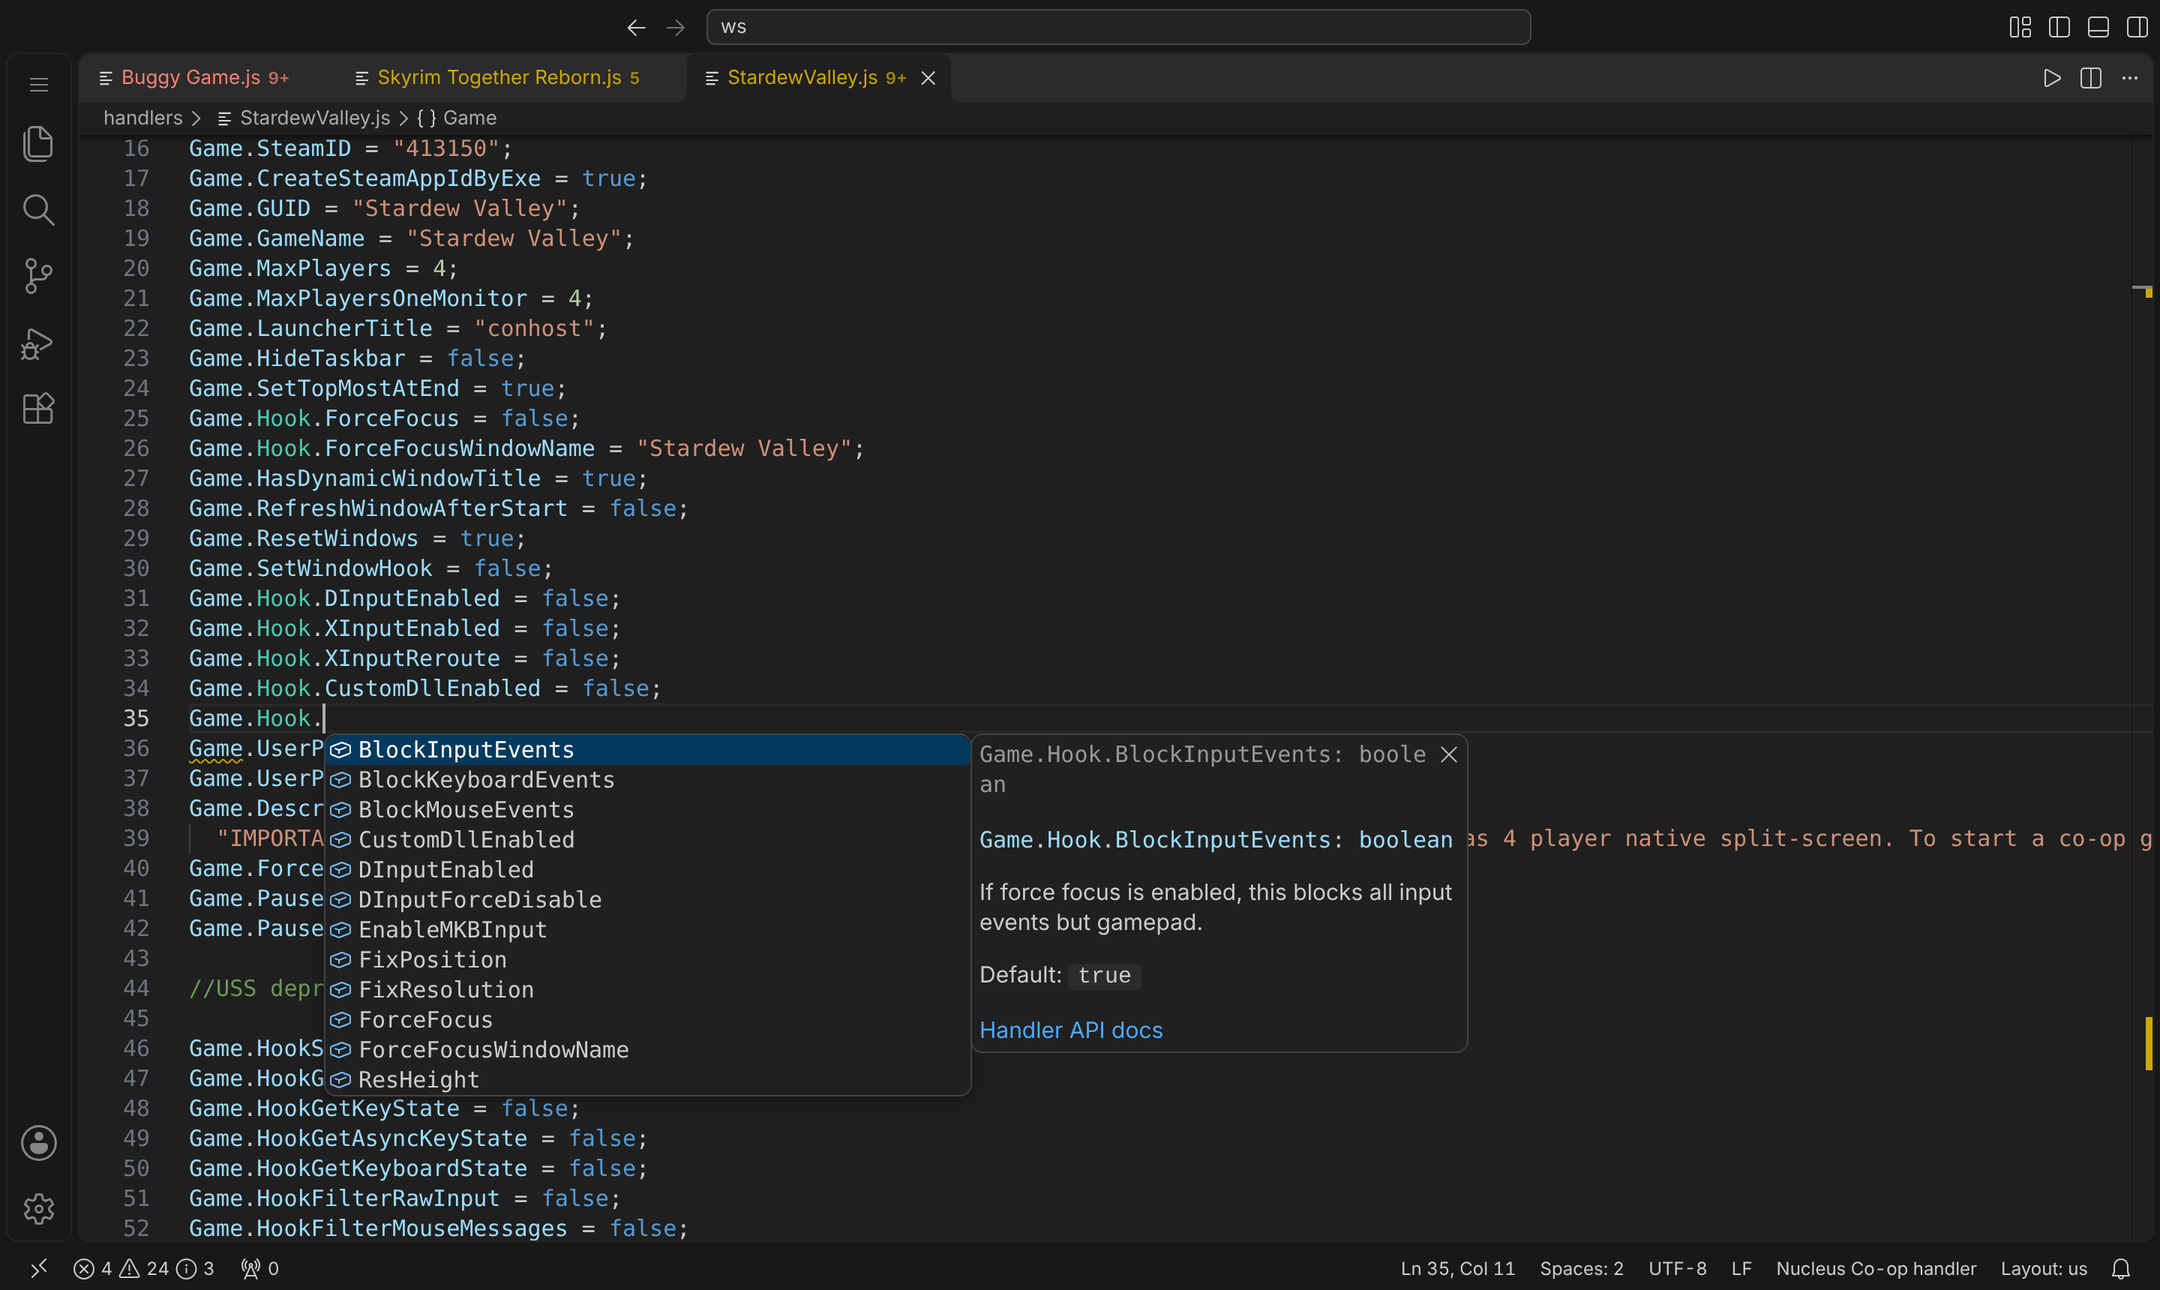 ws
Buggy Game.js 9+
Skyrim Together Reborn.js 5
StardewValley.js 9+
handlers > StardewValley.js > { } Game
16 Game.SteamID = "413150";
17 Game.CreateSteamAppIdByExe = true;
18 Game.GUID = "Stardew Valley";
19 Game.GameName = "Stardew Valley";
20 Game.MaxPlayers = 4;
21 Game.MaxPlayersOneMonitor = 4;
22 Game.LauncherTitle = "conhost";
23 Game.HideTaskbar = false;
24 Game.SetTopMostAtEnd = true;
25 Game.Hook.ForceFocus = false;
26 Game.Hook.ForceFocusWindowName = "Stardew Valley";
27 Game.HasDynamicWindowTitle = true;
28 Game.RefreshWindowAfterStart = false;
29 Game.ResetWindows = true;
30 Game.SetWindowHook = false;
31 Game.Hook.DInputEnabled = false;
32 Game.Hook.XInputEnabled = false;
33 Game.Hook.XInputReroute = false;
34 Game.Hook.CustomDllEnabled = false;
35 Game.Hook.
36 Game.UserP
37 Game.UserP
38 Game.Descr
39 "IMPORTA
as 4 player native split-screen. To start a co-op g
40 Game.Force
41 Game.Pause
42 Game.Pause
43
44 //USS depr
45
46 Game.HookS
47 Game.HookG
BlockInputEvents
BlockKeyboardEvents
BlockMouseEvents
CustomDllEnabled
DInputEnabled
DInputForceDisable
EnableMKBInput
FixPosition
FixResolution
ForceFocus
ForceFocusWindowName
ResHeight
Game.Hook.BlockInputEvents: boole
an
Game.Hook.BlockInputEvents: boolean
If force focus is enabled, this blocks all input
events but gamepad.
Default: true
Handler API docs
48 Game.HookGetKeyState = false;
49 Game.HookGetAsyncKeyState = false;
50 Game.HookGetKeyboardState = false;
51 Game.HookFilterRawInput = false;
52 Game.HookFilterMouseMessages = false;
4 24 3 0
Ln 35, Col 11 Spaces: 2 UTF-8 LF Nucleus Co-op handler Layout: us